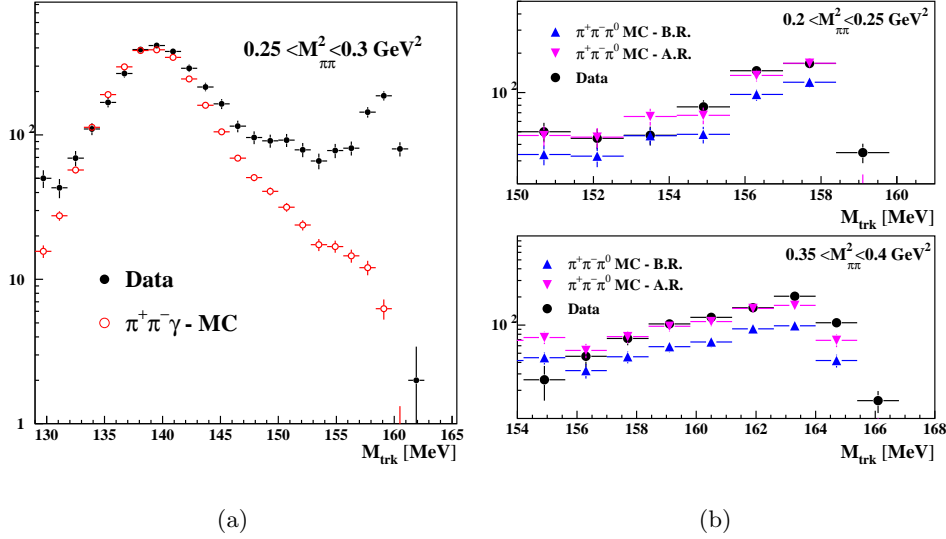 0.25 <M²ππ<0.3 GeV²
10²
10
1
Data
π⁺π⁻γ - MC
130 135 140 145 150 155 160 165
Mtrk [MeV]
(a)
0.2 <M²ππ<0.25 GeV²
π⁺π⁻π⁰ MC - B.R.
π⁺π⁻π⁰ MC - A.R.
Data
10²
150 152 154 156 158 160
Mtrk [MeV]
0.35 <M²ππ<0.4 GeV²
π⁺π⁻π⁰ MC - B.R.
π⁺π⁻π⁰ MC - A.R.
Data
10²
154 156 158 160 162 164 166 168
Mtrk [MeV]
(b)